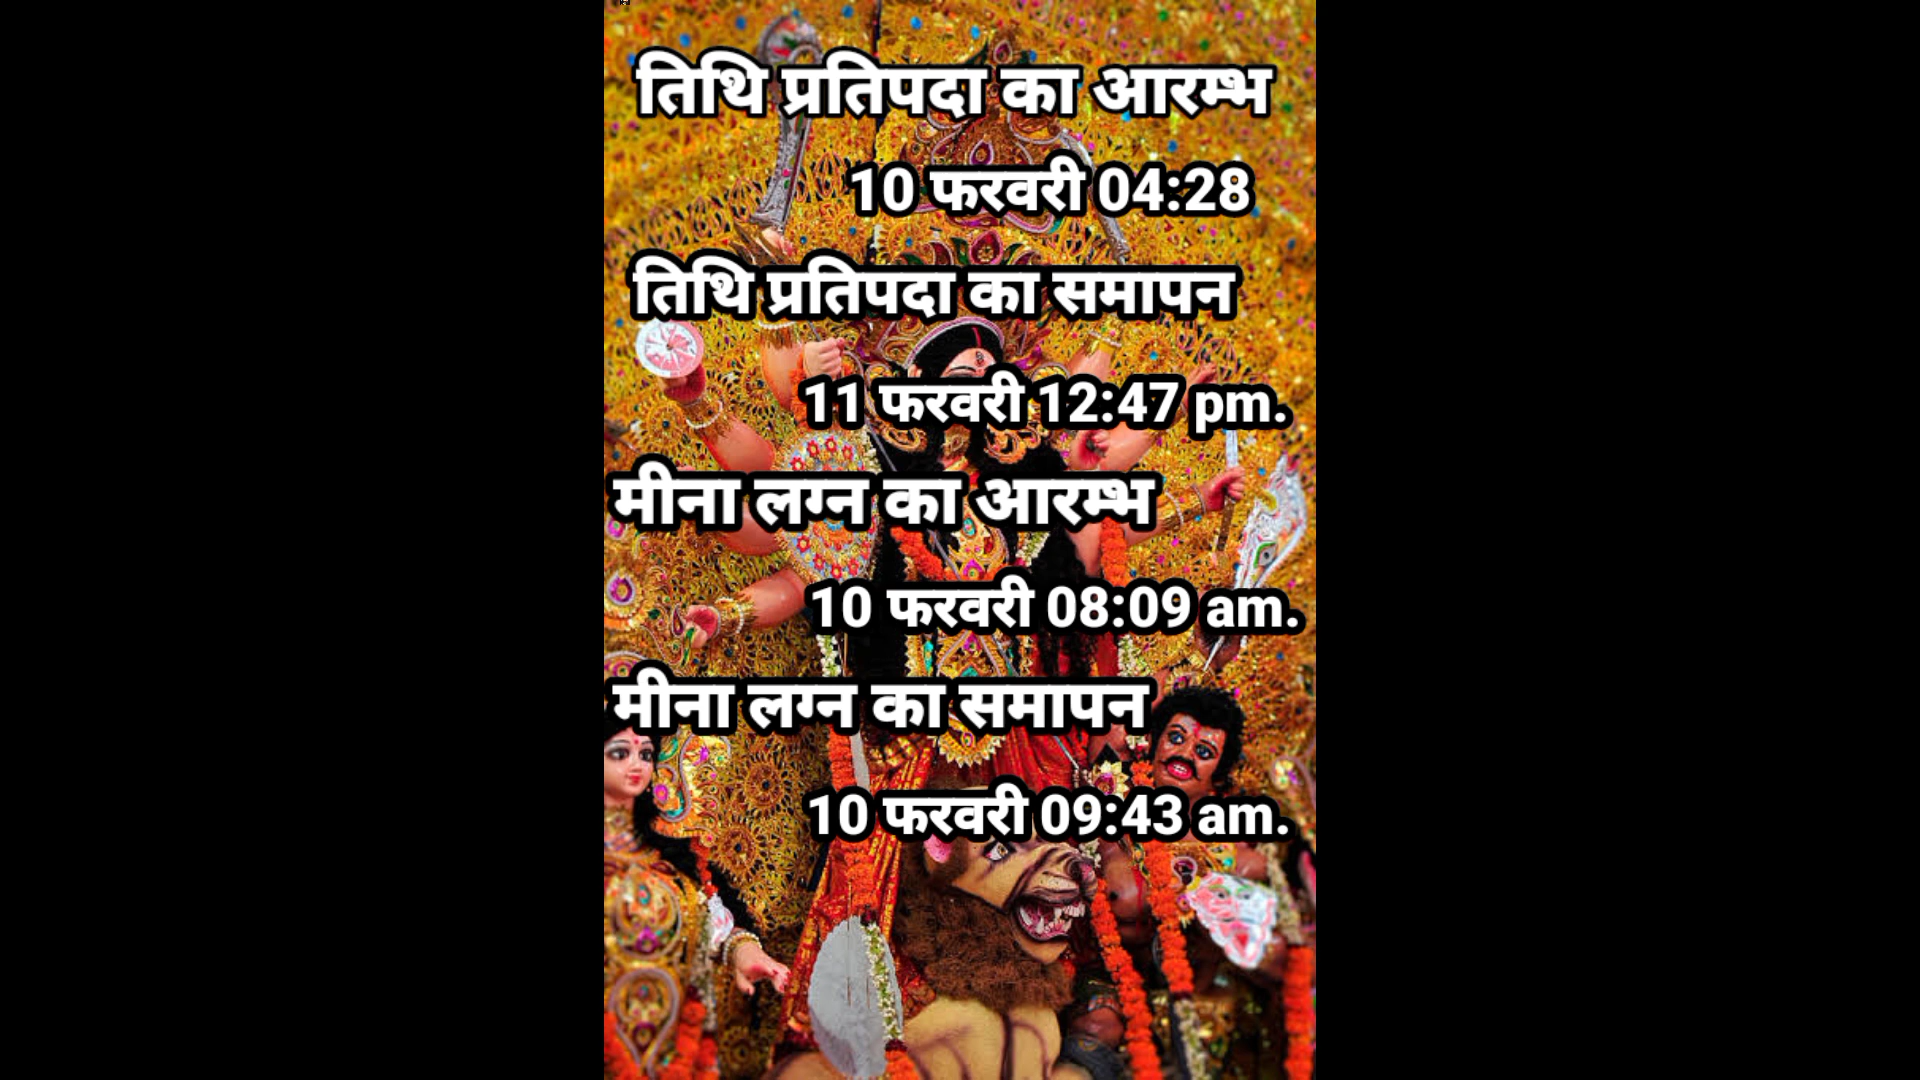 तिथि प्रतिपदा का आरम्भ
10 फरवरी 04:28
तिथि प्रतिपदा का समापन
11 फरवरी 12:47 pm.
मीना लग्न का आरम्भ
10 फरवरी 08:09 am.
मीना लग्न का समापन
10 फरवरी 09:43 am.